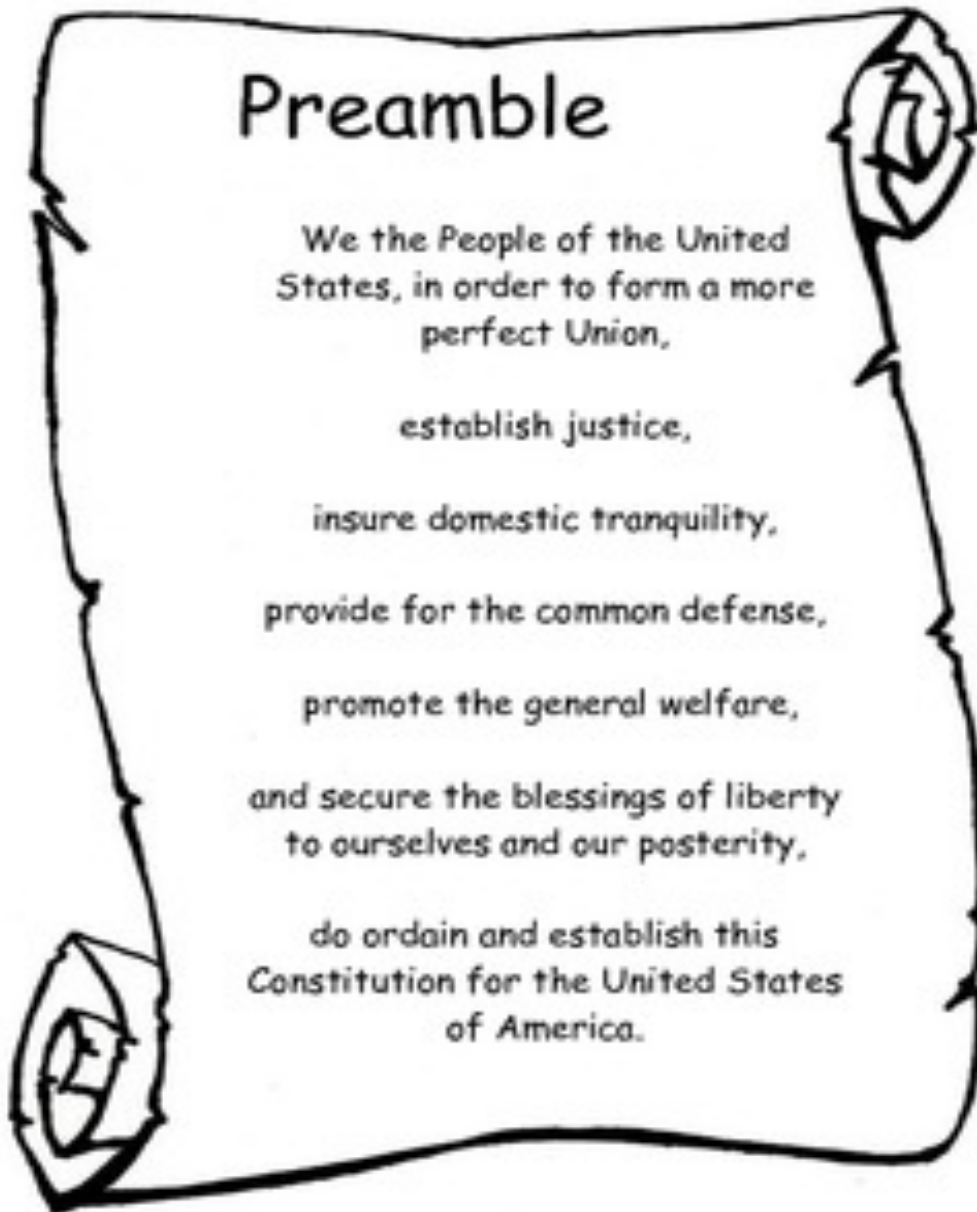 Preamble
We the People of the United
States, in order to form a more
perfect Union,
establish justice,
insure domestic tranquility,
provide for the common defense,
promote the general welfare,
and secure the blessings of liberty
to ourselves and our posterity,
do ordain and establish this
Constitution for the United States
of America.